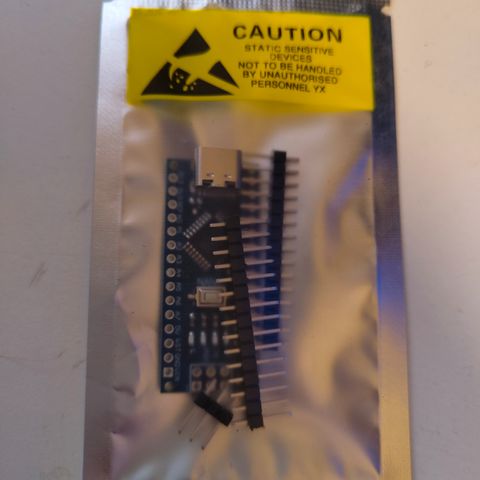 CAUTION
STATIC SENSITIVE
DEVICES
NOT TO BE HANDLED
BY UNAUTHORISED
PERSONNEL YX